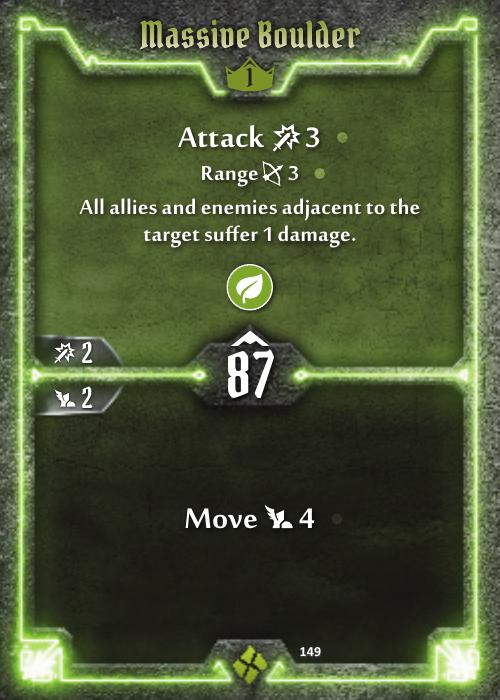 Massive Boulder
1
Attack 3
Range 3
All allies and enemies adjacent to the
target suffer 1 damage.
2
87
2
Move 4
149